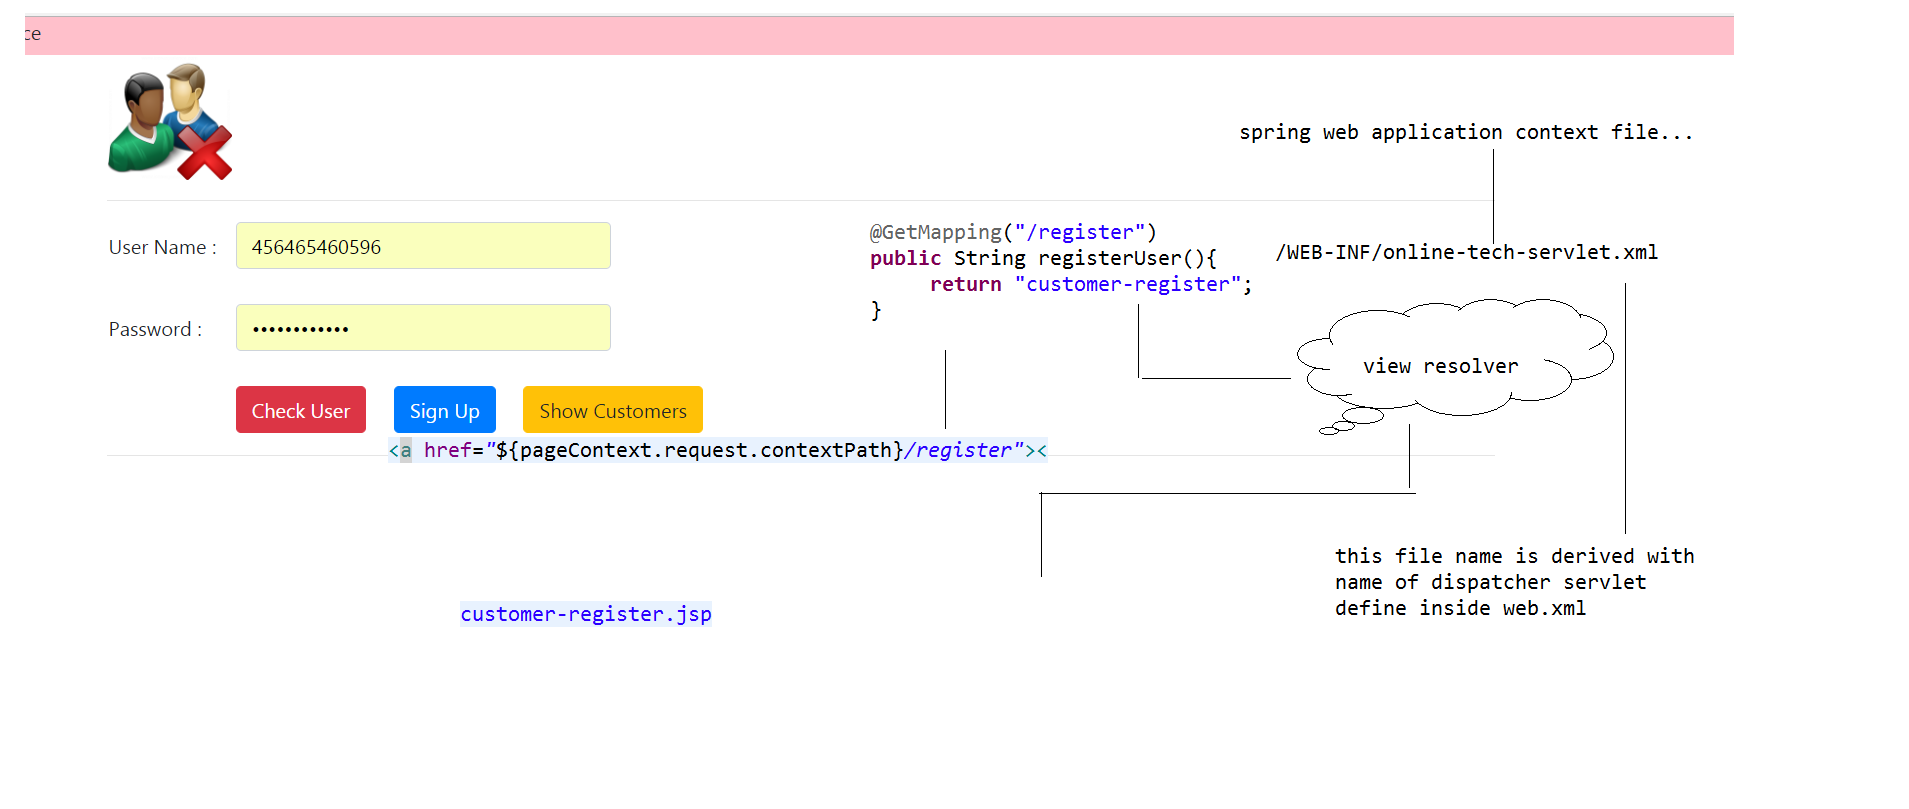 ce
spring web application context file...
User Name :
456465460596
@GetMapping("/register")
public String registerUser(){
return "customer-register";
}
/WEB-INF/online-tech-servlet.xml
Password :
••••••••••••
view resolver
Check User
Sign Up
Show Customers
<a href="${pageContext.request.contextPath}/register"><
this file name is derived with
name of dispatcher servlet
define inside web.xml
customer-register.jsp